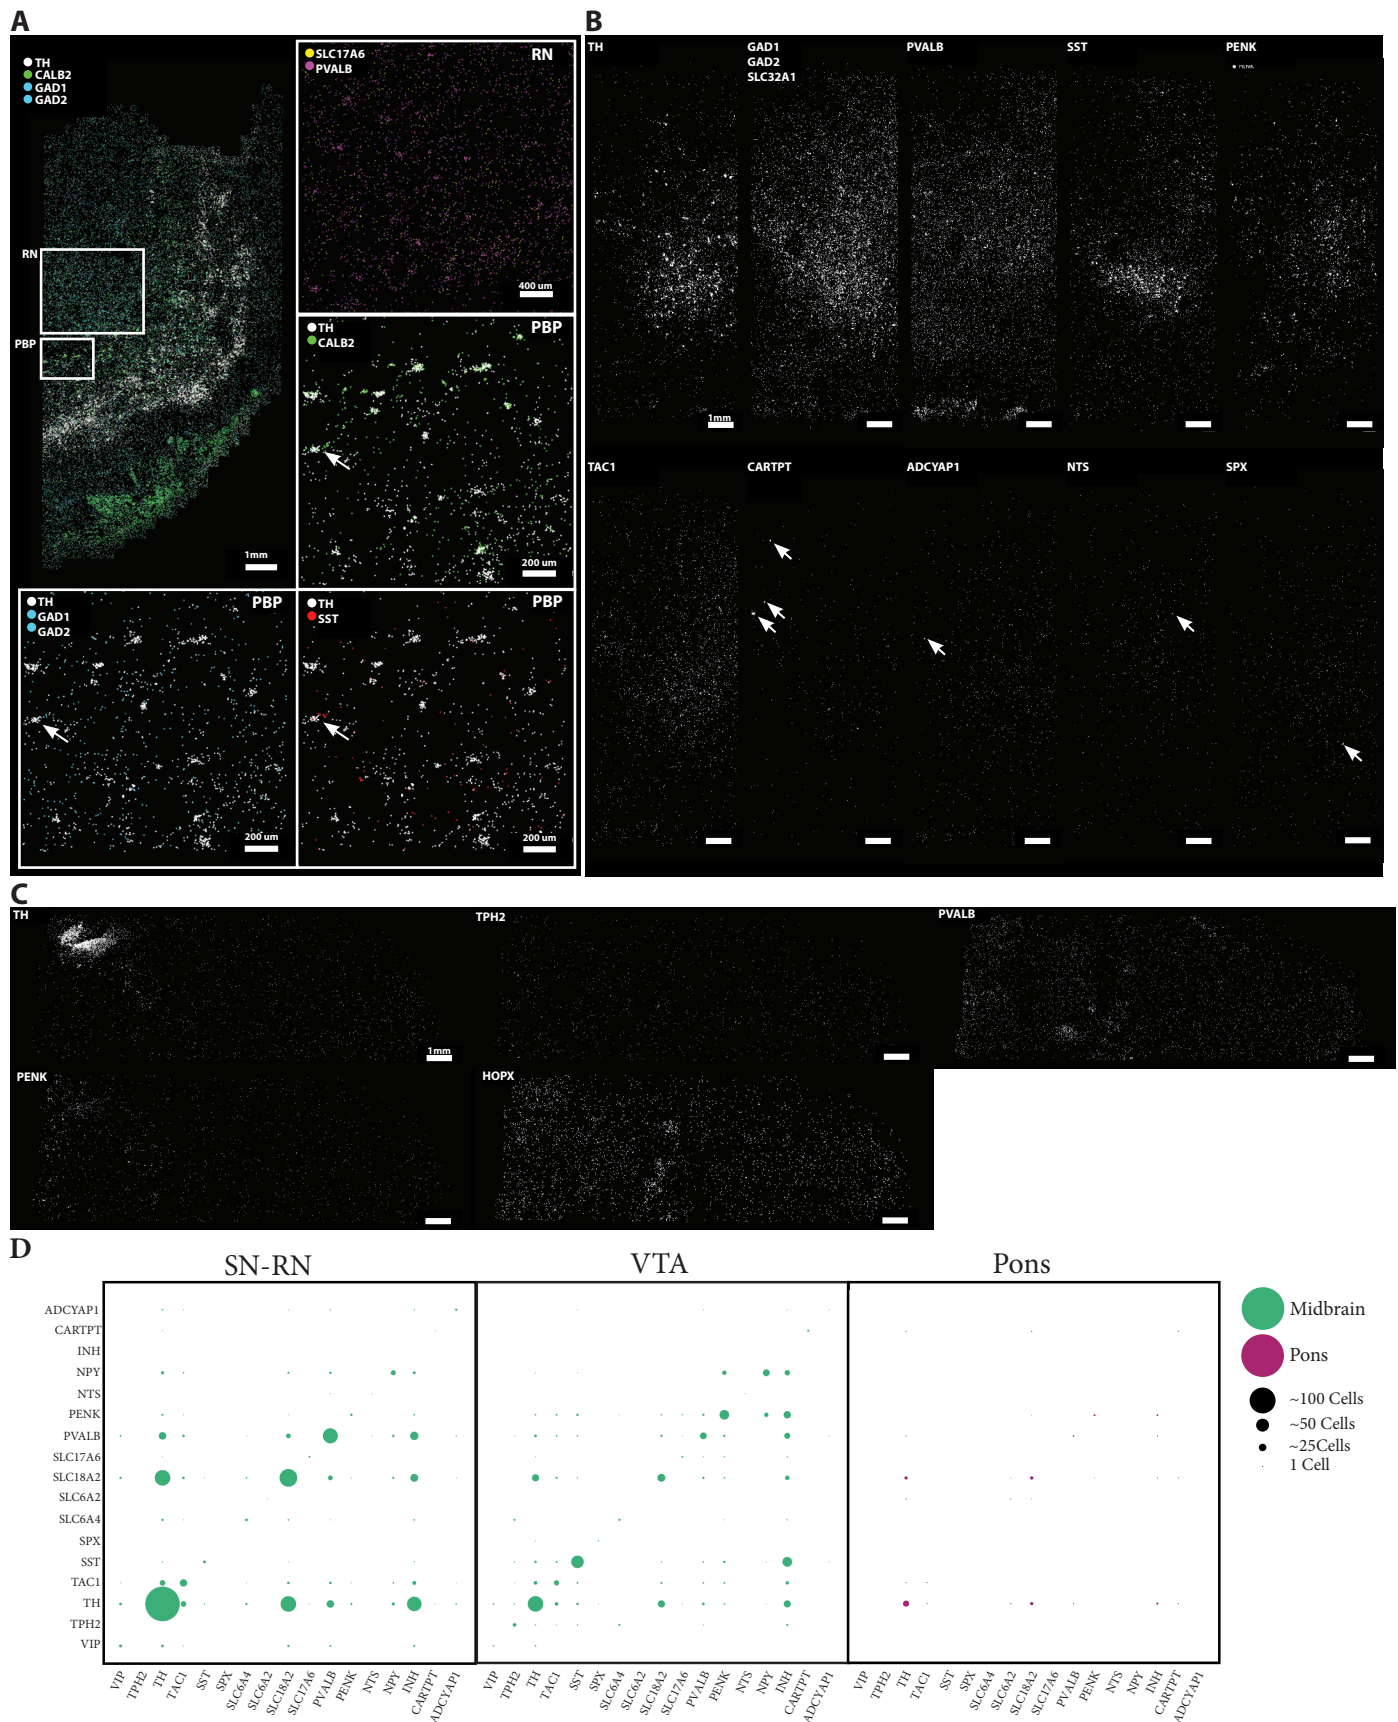 A
TH
CALB2
GAD1
GAD2
RN
PBP
1mm
SLC17A6
PVALB
RN
400 um
TH
CALB2
PBP
200 um
TH
GAD1
GAD2
PBP
200 um
TH
SST
PBP
200 um
B
TH
GAD1
GAD2
SLC32A1
PVALB
SST
PENK
PENK
1mm
TAC1
CARTPT
ADCYAP1
NTS
SPX
C
TH
1mm
TPH2
PVALB
PENK
HOPX
D
SN-RN
VTA
Pons
ADCYAP1
CARTPT
INH
NPY
NTS
PENK
PVALB
SLC17A6
SLC18A2
SLC6A2
SLC6A4
SPX
SST
TAC1
TH
TPH2
VIP
VIP
TPH2
TH
TAC1
SST
SPX
SLC6A4
SLC6A2
SLC18A2
SLC17A6
PVALB
PENK
NTS
NPY
INH
CARTPT
ADCYAP1
VIP
TPH2
TH
TAC1
SST
SPX
SLC6A4
SLC6A2
SLC18A2
SLC17A6
PVALB
PENK
NTS
NPY
INH
CARTPT
ADCYAP1
VIP
TPH2
TH
TAC1
SST
SPX
SLC6A4
SLC6A2
SLC18A2
SLC17A6
PVALB
PENK
NTS
NPY
INH
CARTPT
ADCYAP1
Midbrain
Pons
~100 Cells
~50 Cells
~25Cells
1 Cell